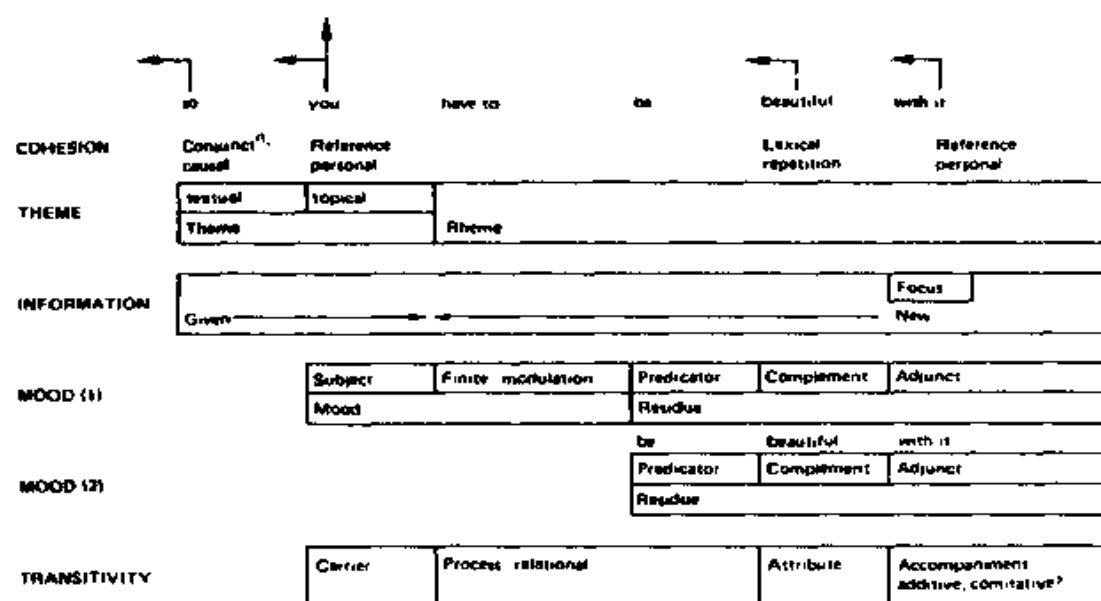 so you have to be beautiful with it
COHESION Conjunctⁿ, Reference Lexical Reference
causal personal repetition personal
textual topical
THEME
Theme Rheme
Focus
INFORMATION
Given New
Subject Finite modulation Predicator Complement Adjunct
MOOD (1)
Mood Residue
be beautiful with it
Predicator Complement Adjunct
MOOD (2)
Residue
Carrier Process relational Attribute Accompaniment
TRANSITIVITY additive, comitative?